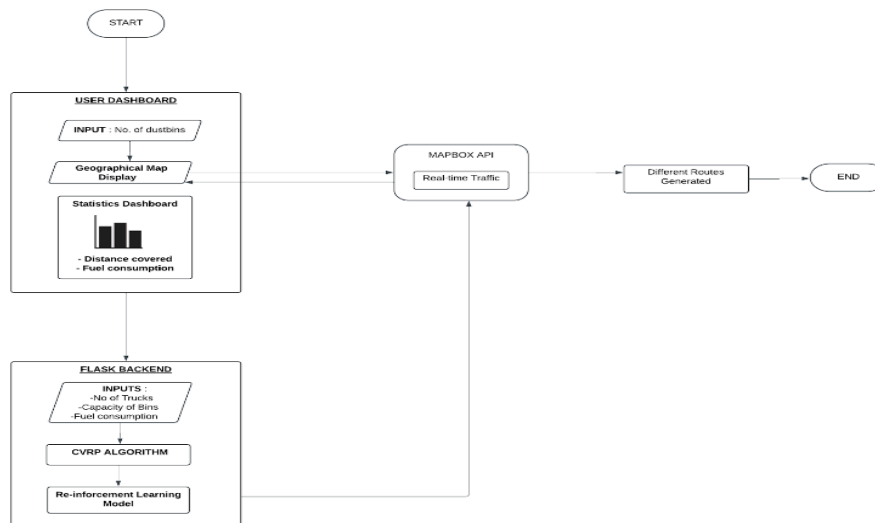 START
USER DASHBOARD
INPUT : No. of dustbins
Geographical Map
Display
Statistics Dashboard
- Distance covered
- Fuel consumption
MAPBOX API
Real-time Traffic
Different Routes
Generated
END
FLASK BACKEND
INPUTS :
-No of Trucks
-Capacity of Bins
-Fuel consumption
CVRP ALGORITHM
Re-inforcement Learning
Model